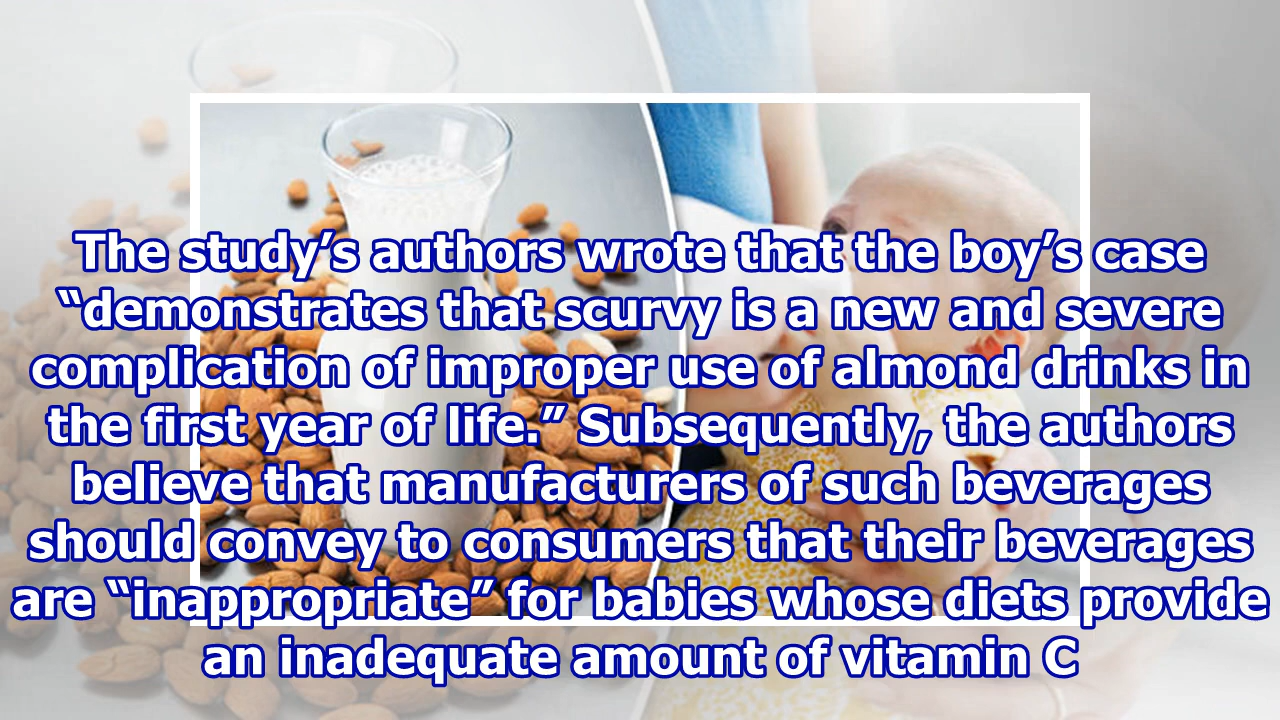 The study’s authors wrote that the boy’s case
“demonstrates that scurvy is a new and severe
complication of improper use of almond drinks in
the first year of life.” Subsequently, the authors
believe that manufacturers of such beverages
should convey to consumers that their beverages
are “inappropriate” for babies whose diets provide
an inadequate amount of vitamin C